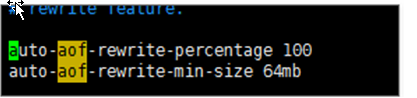 # rewrite feature.
auto-aof-rewrite-percentage 100
auto-aof-rewrite-min-size 64mb